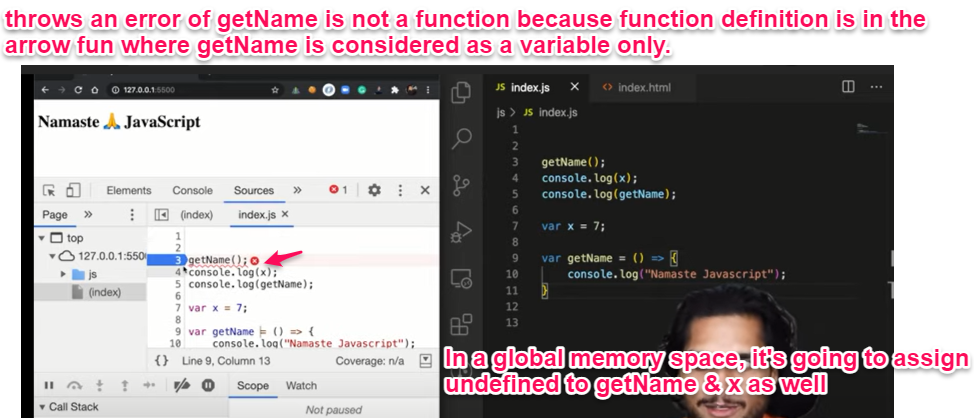 throws an error of getName is not a function because function definition is in the
arrow fun where getName is considered as a variable only.
127.0.0.1:5500
Namaste 🙏 JavaScript
Elements Console Sources » 1
Page » (index) index.js ×
top
127.0.0.1:550
js
(index)
1
2
3 getName();
4 console.log(x);
5 console.log(getName);
6
7 var x = 7;
8
9 var getName = () => {
10 console.log("Namaste Javascript");
{} Line 9, Column 13 Coverage: n/a
Scope Watch
Call Stack
Not paused
JS index.js × <> index.html
js > JS index.js
1
2
3 getName();
4 console.log(x);
5 console.log(getName);
6
7 var x = 7;
8
9 var getName = () => {
10 console.log("Namaste Javascript");
11 }
12
13
In a global memory space, it's going to assign
undefined to getName & x as well